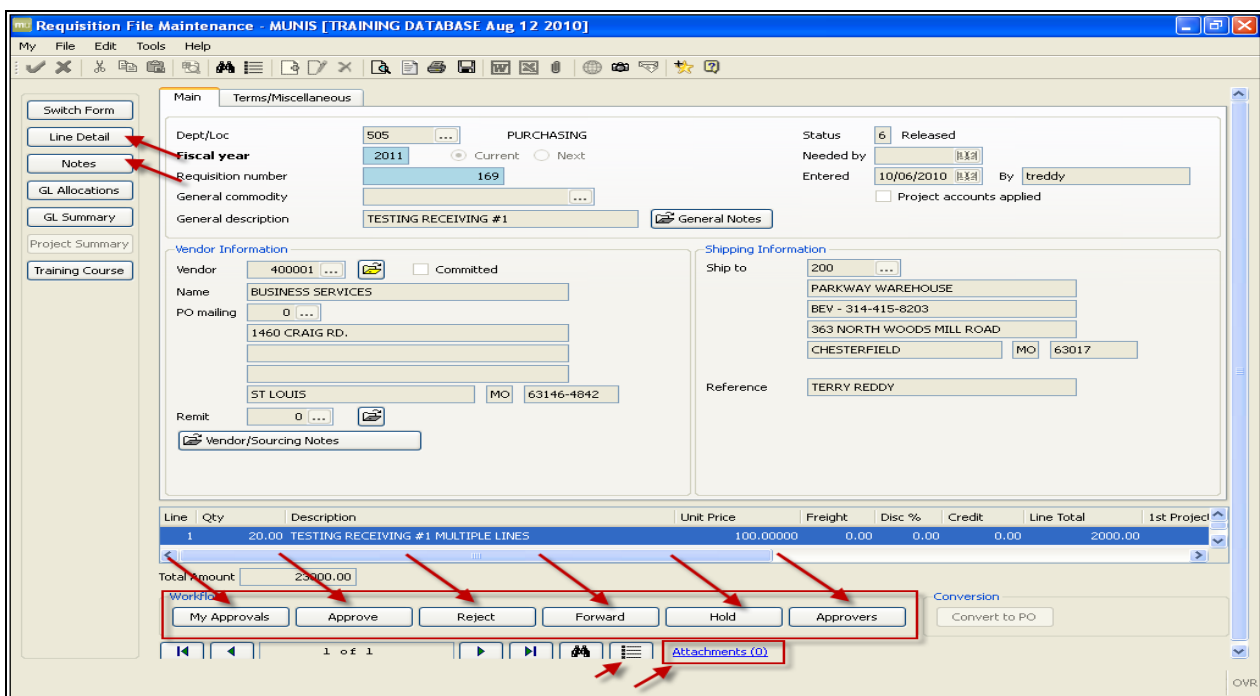 mu Requisition File Maintenance - MUNIS [TRAINING DATABASE Aug 12 2010]
My File Edit Tools Help
Main Terms/Miscellaneous
Switch Form
Line Detail
Notes
GL Allocations
GL Summary
Project Summary
Training Course
Dept/Loc 505 ... PURCHASING Status 6 Released
Fiscal year 2011 Current Next Needed by
Requisition number 169 Entered 10/06/2010 By treddy
General commodity ... Project accounts applied
General description TESTING RECEIVING #1 General Notes
Vendor Information
Vendor 400001 ... Committed
Name BUSINESS SERVICES
PO mailing 0 ...
1460 CRAIG RD.
ST LOUIS MO 63146-4842
Remit 0 ...
Vendor/Sourcing Notes
Shipping Information
Ship to 200 ...
PARKWAY WAREHOUSE
BEV - 314-415-8203
363 NORTH WOODS MILL ROAD
CHESTERFIELD MO 63017
Reference TERRY REDDY
Line Qty Description Unit Price Freight Disc % Credit Line Total 1st Project
1 20.00 TESTING RECEIVING #1 MULTIPLE LINES 100.00000 0.00 0.00 0.00 2000.00
Total Amount 23000.00
Workflow Conversion
My Approvals Approve Reject Forward Hold Approvers Convert to PO
1 of 1 Attachments (0)
OVR